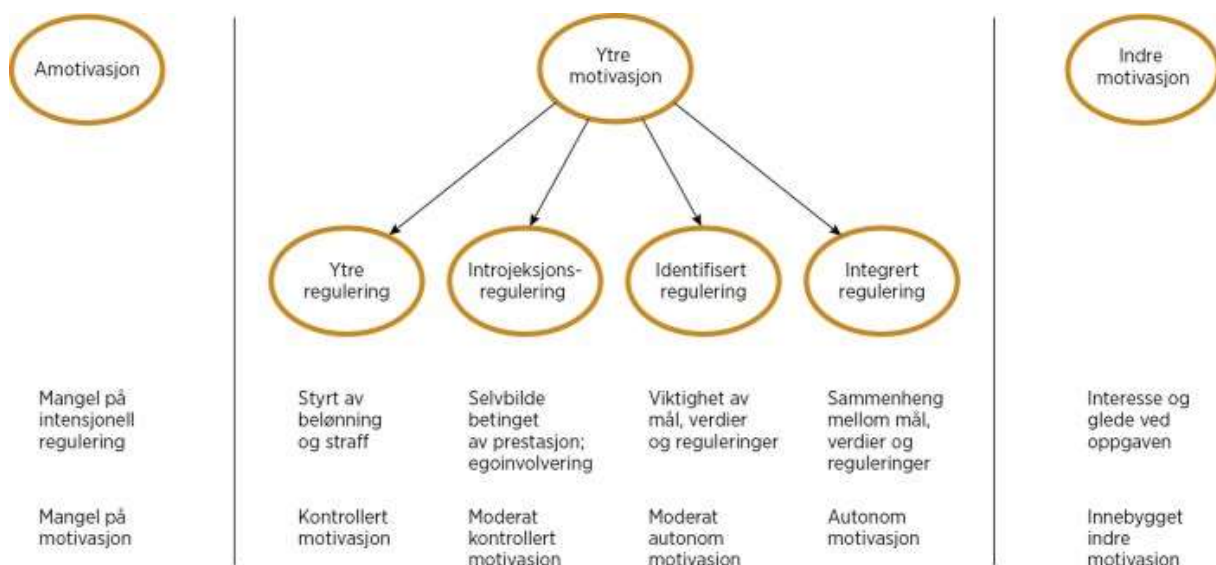 Amotivasjon
Ytre
motivasjon
Indre
motivasjon
Ytre
regulering
Introjeksjons-
regulering
Identifisert
regulering
Integrert
regulering
Mangel på
intensjonell
regulering
Styrt av
belønning
og straff
Selvbilde
betinget
av prestasjon;
egoinvolvering
Viktighet av
mål, verdier
og reguleringer
Sammenheng
mellom mål,
verdier og
reguleringer
Interesse og
glede ved
oppgaven
Mangel på
motivasjon
Kontrollert
motivasjon
Moderat
kontrollert
motivasjon
Moderat
autonom
motivasjon
Autonom
motivasjon
Innebygget
indre
motivasjon